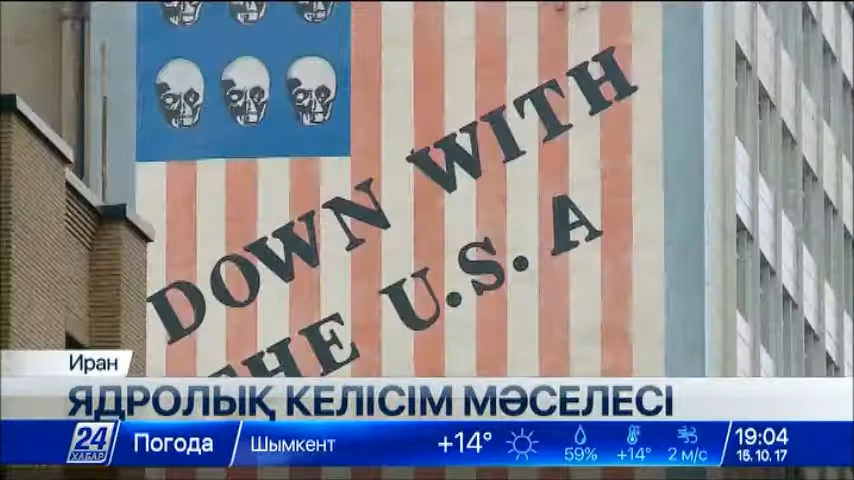 DOWN WITH
THE U.S.A
Иран
ЯДРОЛЫҚ КЕЛІСІМ МӘСЕЛЕСІ
24
ХАБАР
Погода
Шымкент
+14°
59%
+14°
2 м/с
19:04
15.10.17